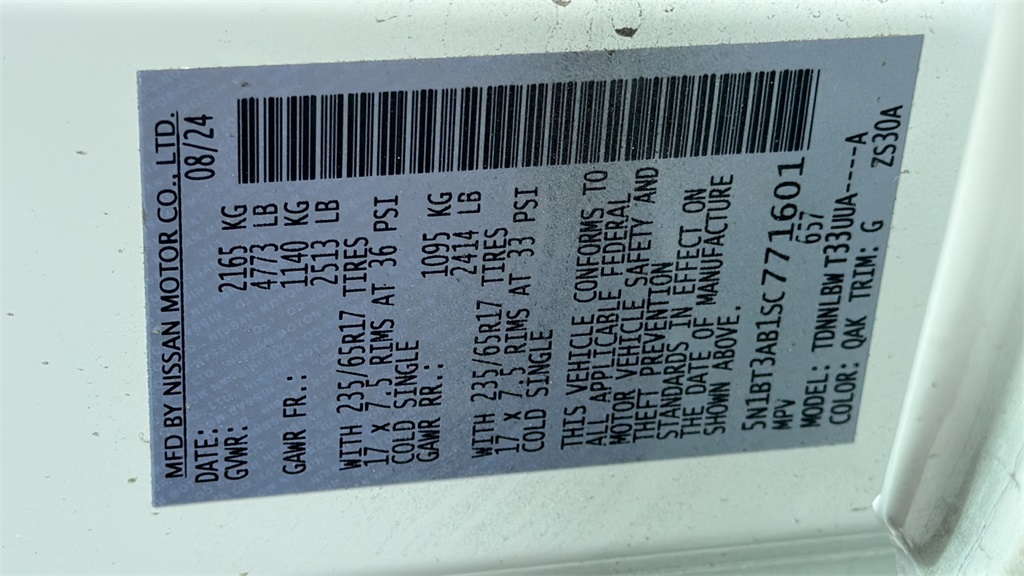 MFD BY NISSAN MOTOR CO., LTD.
DATE: 08/24
GVWR: 2165 KG
4773 LB
GAWR FR.: 1140 KG
2513 LB
WITH 235/65R17 TIRES
17 X 7.5 RIMS AT 36 PSI
COLD SINGLE
GAWR RR.: 1095 KG
2414 LB
WITH 235/65R17 TIRES
17 X 7.5 RIMS AT 33 PSI
COLD SINGLE
THIS VEHICLE CONFORMS TO
ALL APPLICABLE FEDERAL
MOTOR VEHICLE SAFETY AND
THEFT PREVENTION
STANDARDS IN EFFECT ON
THE DATE OF MANUFACTURE
SHOWN ABOVE.
5N1BT3AB1SC771601
MPV 657
MODEL: TDNNLBW T33UUA-----A
COLOR: QAK TRIM: G ZS30A